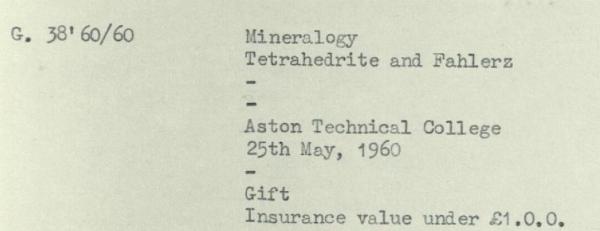 G. 38'60/60
Mineralogy
Tetrahedrite and Fahlerz
-
-
Aston Technical College
25th May, 1960
-
Gift
Insurance value under £1.0.0.